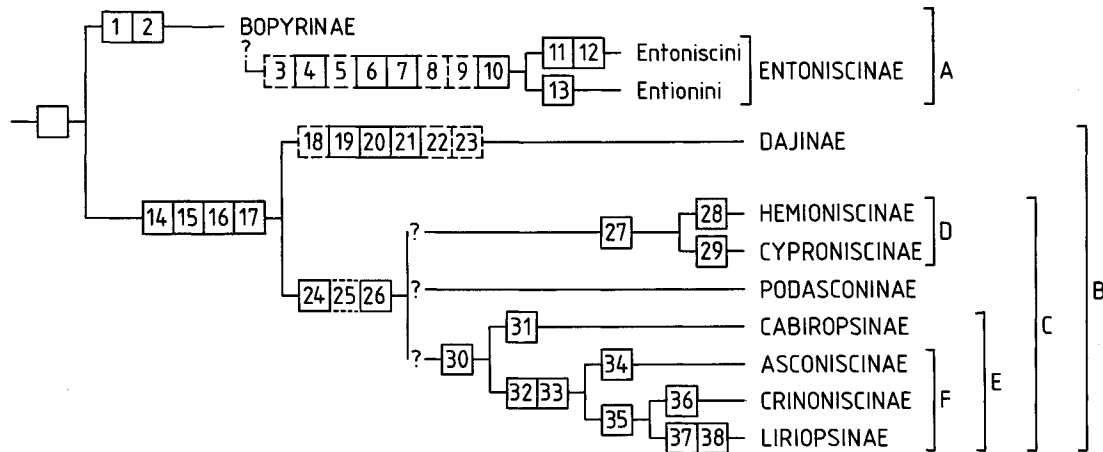 1 2 BOPYRINAE
?
3 4 5 6 7 8 9 10 11 12 Entoniscini
13 Entionini
ENTONISCINAE A
18 19 20 21 22 23 DAJINAE
14 15 16 17
? 27 28 HEMIONISCINAE
29 CYPRONISCINAE D
24 25 26 ? PODASCONINAE
31 CABIROPSINAE
? 30
32 33 34 ASCONISCINAE
35 36 CRINONISCINAE F
37 38 LIRIOPSINAE
E
C
B